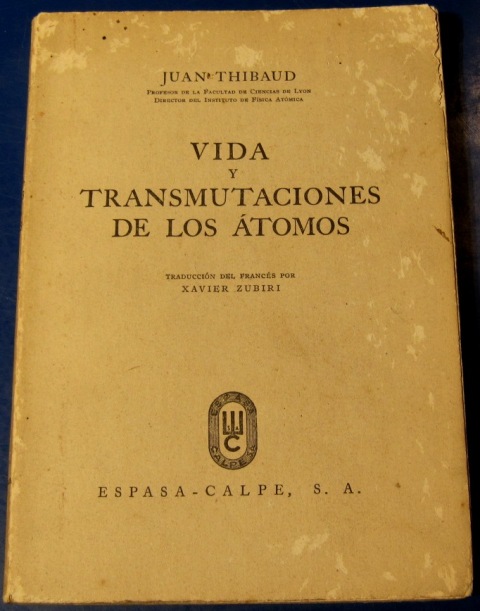 JUAN THIBAUD
PROFESOR DE LA FACULTAD DE CIENCIAS DE LYON
DIRECTOR DEL INSTITUTO DE FÍSICA ATÓMICA
VIDA
Y
TRANSMUTACIONES
DE LOS ÁTOMOS
TRADUCCIÓN DEL FRANCÉS POR
XAVIER ZUBIRI
ESPASA
CALPE
ESPASA-CALPE, S. A.